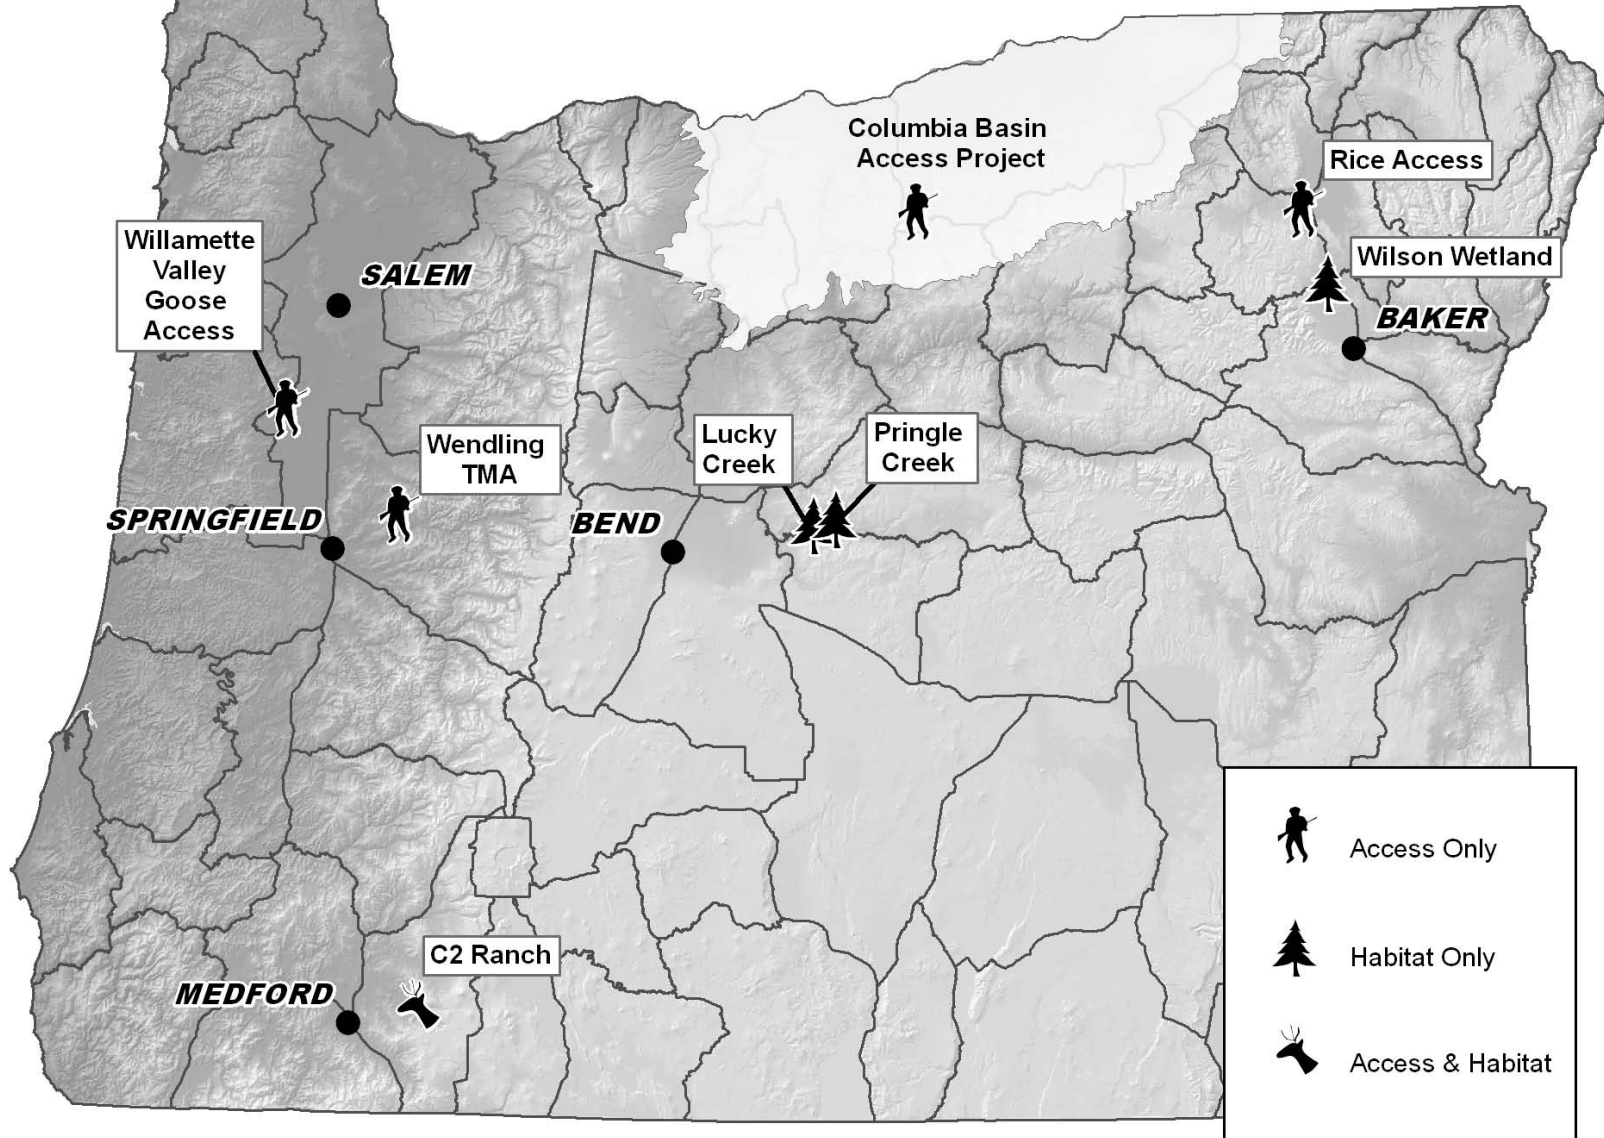 Columbia Basin
Access Project
Rice Access
Willamette
Valley
Goose
Access
SALEM
Wilson Wetland
BAKER
Wendling
TMA
Lucky
Creek
Pringle
Creek
SPRINGFIELD
BEND
C2 Ranch
MEDFORD
Access Only
Habitat Only
Access & Habitat